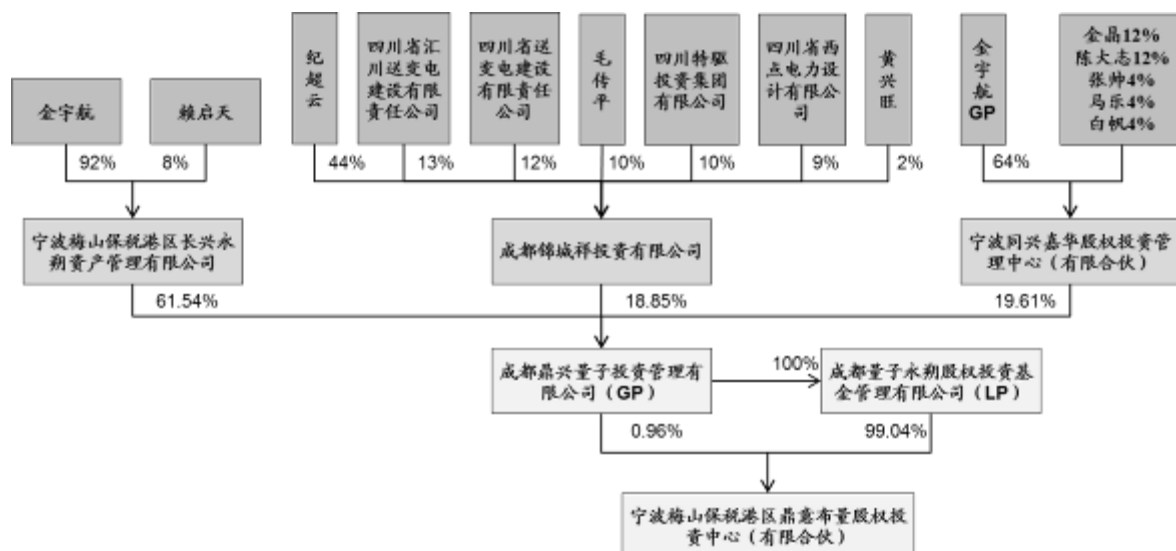 金宇航
赖启天
纪超云
四川省汇
川送变电
建设有限
责任公司
四川省送
变电建设
有限责任
公司
毛传平
四川特驱
投资集团
有限公司
四川省西
点电力设
计有限公
司
黄兴旺
金宇航
GP
金晶12%
陈大志12%
张帅4%
马乐4%
白帆4%
92%
8%
44%
13%
12%
10%
10%
9%
2%
64%
宁波梅山保税港区长兴永
朔资产管理有限公司
成都锦城祥投资有限公司
宁波同兴嘉华股权投资管
理中心（有限合伙）
61.54%
18.85%
19.61%
成都鼎兴量子投资管理有
限公司（GP）
100%
成都量子永朔股权投资基
金管理有限公司（LP）
0.96%
99.04%
宁波梅山保税港区鼎意布量股权投
资中心（有限合伙）